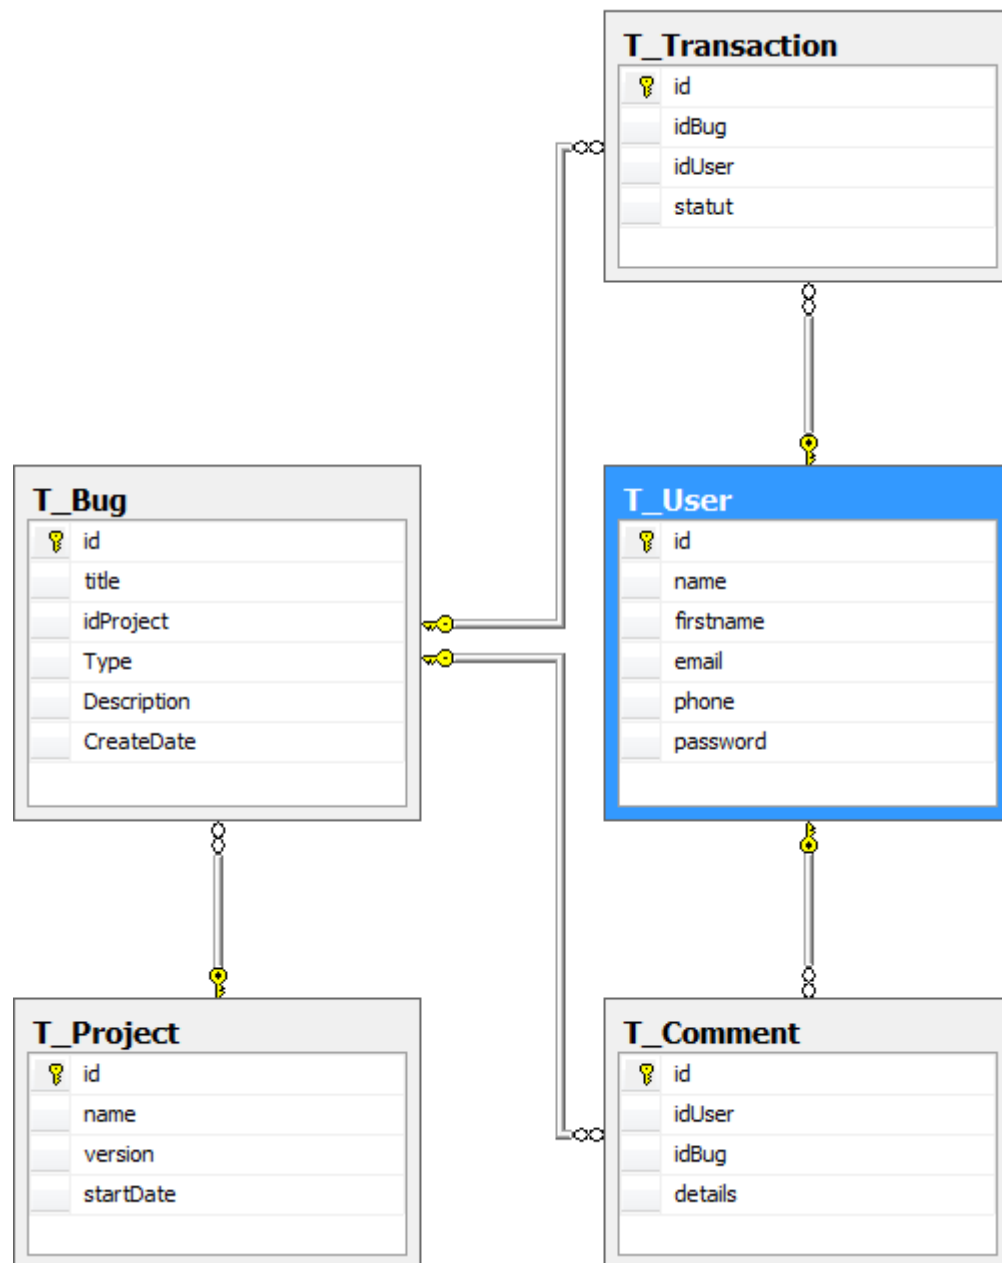 T_Transaction
id
idBug
idUser
statut
T_Bug
id
title
idProject
Type
Description
CreateDate
T_User
id
name
firstname
email
phone
password
T_Project
id
name
version
startDate
T_Comment
id
idUser
idBug
details